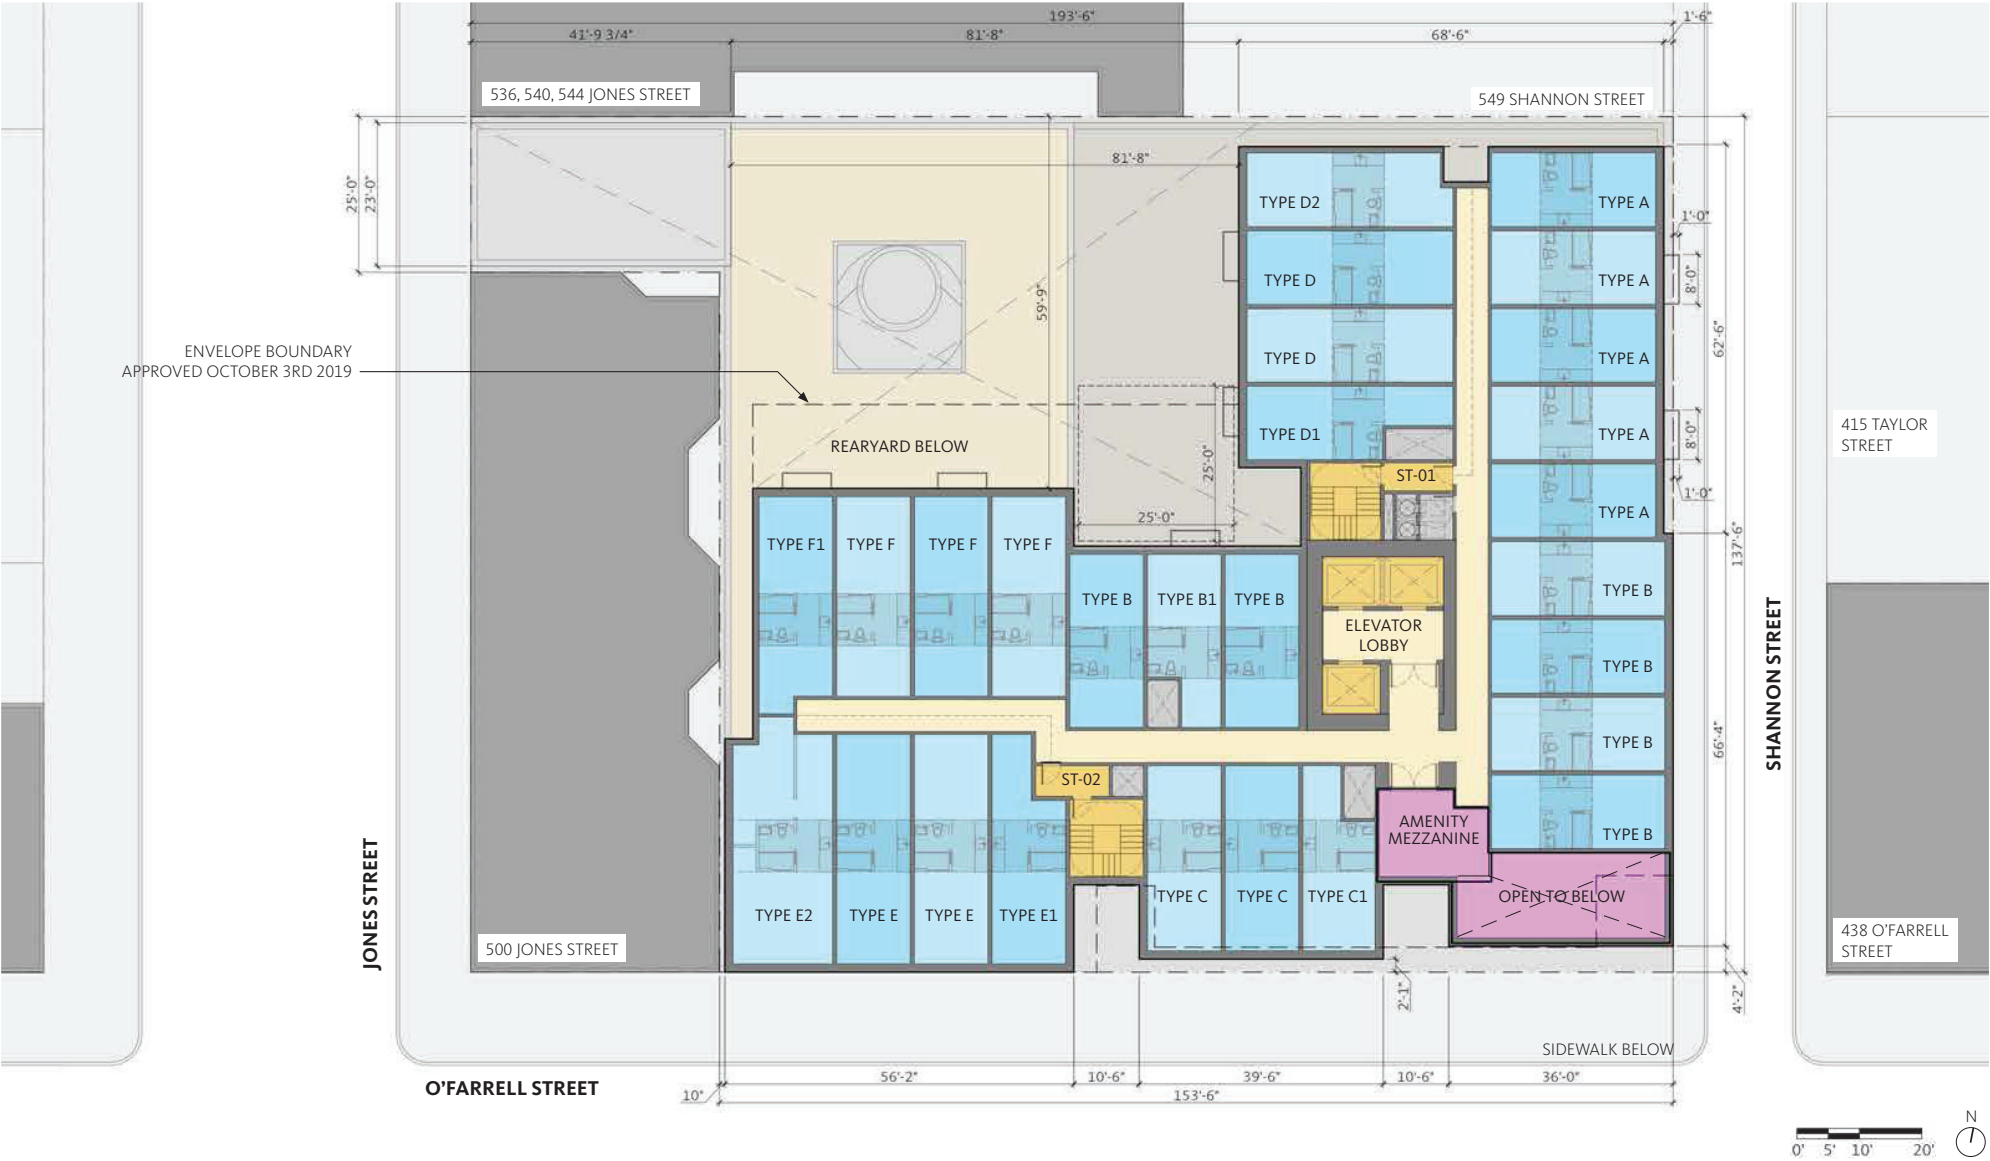 193'-6"
1'-6"
41'-9 3/4"
81'-8"
68'-6"
536, 540, 544 JONES STREET
549 SHANNON STREET
81'-8"
25'-0"
23'-0"
TYPE D2
TYPE A
1'-0"
TYPE D
TYPE A
8'-0"
59'-9"
62'-6"
ENVELOPE BOUNDARY
APPROVED OCTOBER 3RD 2019
TYPE D
TYPE A
REARYARD BELOW
TYPE D1
TYPE A
8'-0"
415 TAYLOR
STREET
25'-0"
ST-01
1'-0"
25'-0"
TYPE A
137'-6"
TYPE F1
TYPE F
TYPE F
TYPE F
TYPE B
TYPE B1
TYPE B
TYPE B
ELEVATOR
LOBBY
TYPE B
SHANNON STREET
TYPE B
66'-4"
ST-02
AMENITY
MEZZANINE
TYPE B
JONES STREET
TYPE E2
TYPE E
TYPE E
TYPE E1
TYPE C
TYPE C
TYPE C1
OPEN TO BELOW
500 JONES STREET
438 O'FARRELL
STREET
2'-1"
4'-2"
SIDEWALK BELOW
O'FARRELL STREET
56'-2"
10'-6"
39'-6"
10'-6"
36'-0"
10"
153'-6"
N
0'
5'
10'
20'